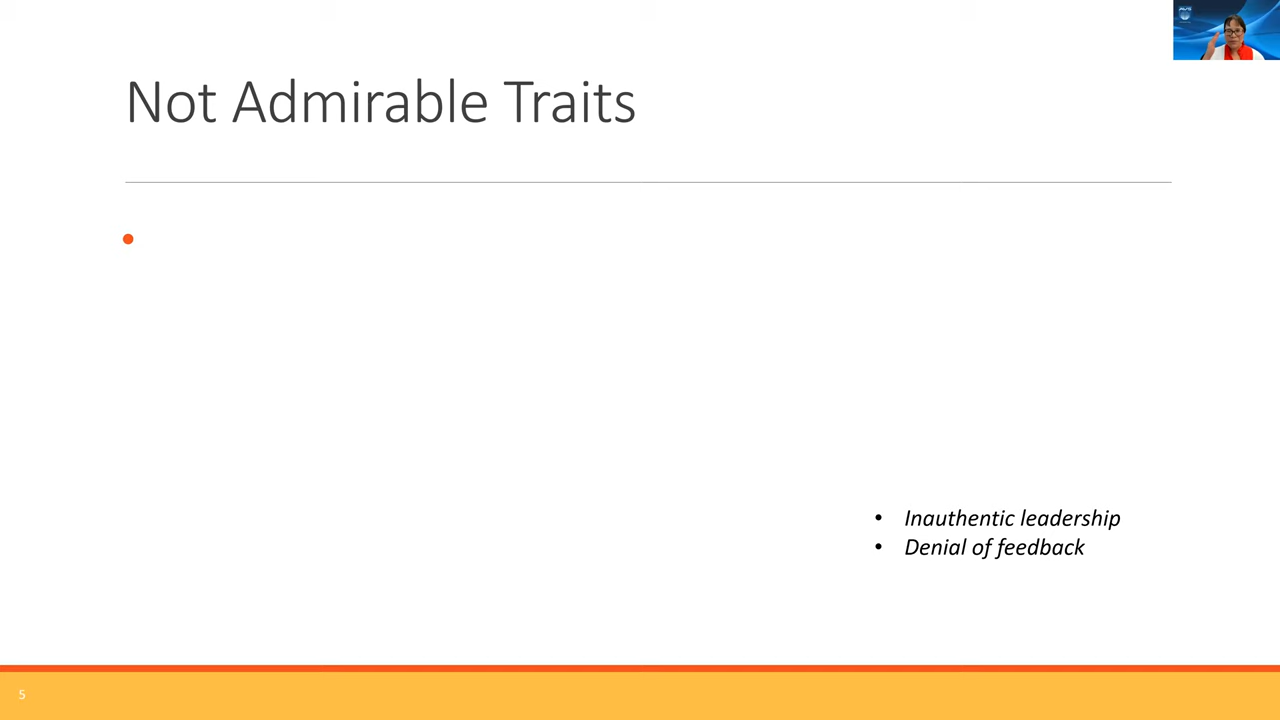 Not Admirable Traits
• Inauthentic leadership
• Denial of feedback
5